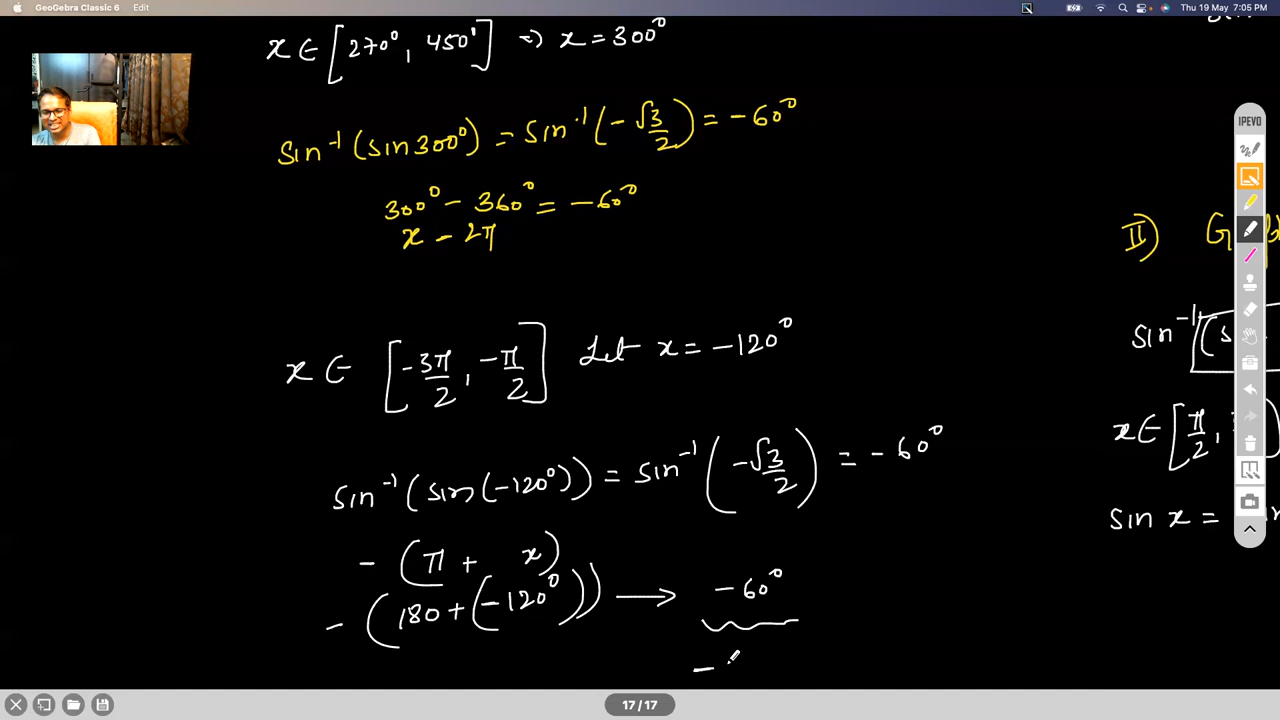 GeoGebra Classic 6 Edit Thu 19 May 7:05 PM
x ∈ [270°, 450°] ⇒ x = 300°
sin⁻¹(sin300°) = sin⁻¹(-√3/2) = -60°
300° - 360° = -60°
x - 2π
II)
x ∈ [-3π/2, -π/2] Let x = -120°
sin⁻¹(s
x ∈ [π/2,
sin⁻¹(sin(-120°)) = sin⁻¹(-√3/2) = -60°
sin x =
-(π + x)
-(180+(-120°)) → -60°
-
IPEVO
17/17